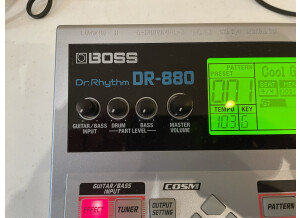 BOSS
Dr.Rhythm DR-880
PATTERN
PRESET
Cool G
001
TEMPO KEY
103 G
GUITAR/BASS INPUT
DRUM
BASS
PART LEVEL
MASTER VOLUME
GUITAR/BASS INPUT
COSM
TUNER
OUTPUT SETTING
PATTERN